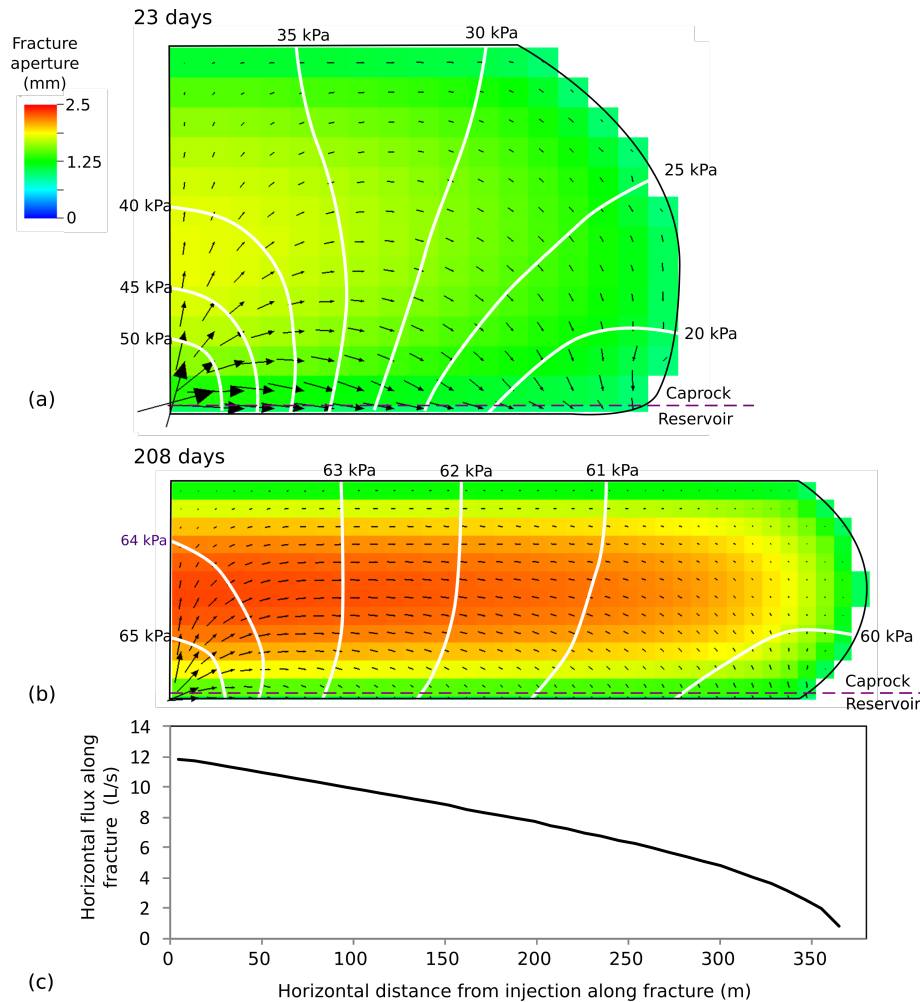 23 days
35 kPa
30 kPa
Fracture
aperture
(mm)
2.5
1.25
0
25 kPa
40 kPa
45 kPa
20 kPa
50 kPa
Caprock
(a)
Reservoir
208 days
63 kPa
62 kPa
61 kPa
64 kPa
65 kPa
60 kPa
Caprock
(b)
Reservoir
14
12
10
8
6
4
2
0
Horizontal flux along
fracture (L/s)
0
50
100
150
200
250
300
350
(c)
Horizontal distance from injection along fracture (m)